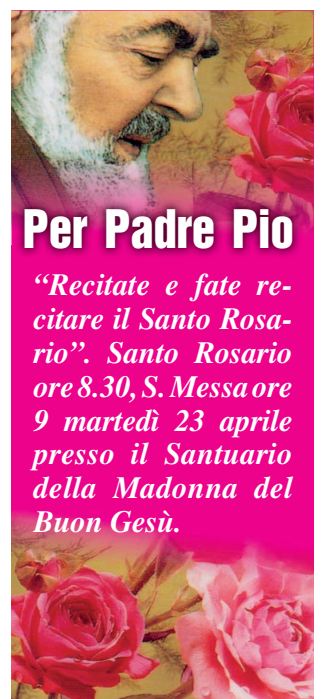 Per Padre Pio
“Recitate e fate re-
citare il Santo Rosa-
rio”. Santo Rosario
ore 8.30, S. Messa ore
9 martedì 23 aprile
presso il Santuario
della Madonna del
Buon Gesù.